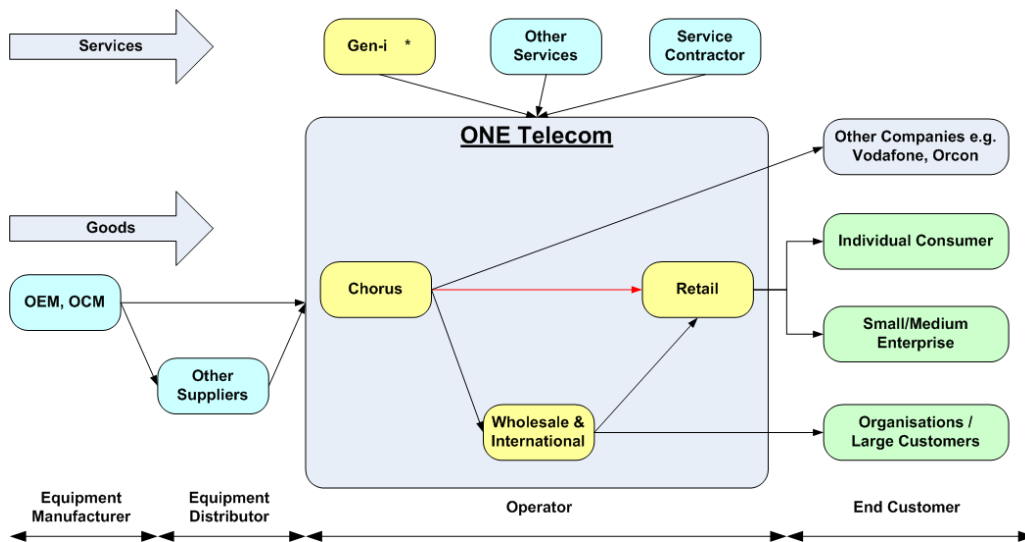 Services
Gen-i *
Other
Services
Service
Contractor
ONE Telecom
Other Companies e.g.
Vodafone, Orcon
Goods
Individual Consumer
OEM, OCM
Chorus
Retail
Small/Medium
Enterprise
Other
Suppliers
Wholesale &
International
Organisations /
Large Customers
Equipment
Manufacturer
Equipment
Distributor
Operator
End Customer